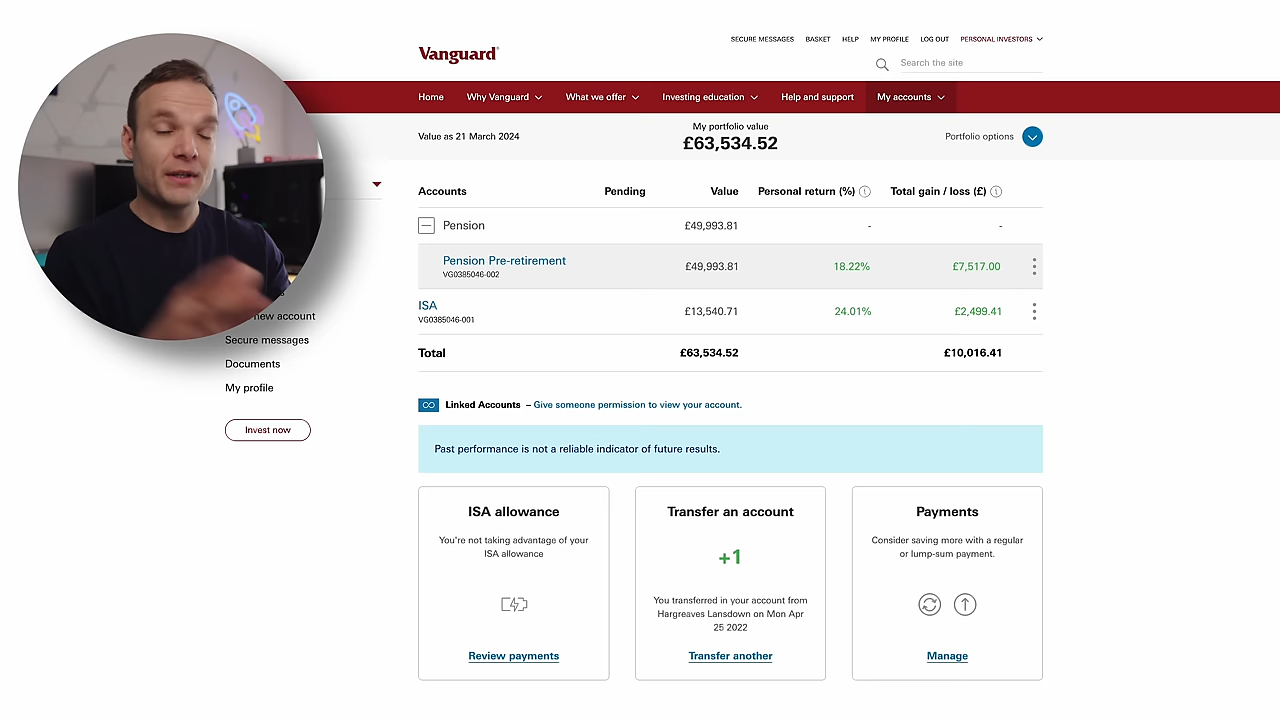 SECURE MESSAGES BASKET HELP MY PROFILE LOG OUT PERSONAL INVESTORS
Vanguard
Search the site
Home Why Vanguard What we offer Investing education Help and support My accounts
Value as 21 March 2024
My portfolio value
£63,534.52
Portfolio options
Accounts Pending Value Personal return (%) Total gain / loss (£)
Pension £49,993.81 - -
Pension Pre-retirement £49,993.81 18.22% £7,517.00
VG0385046-002
ISA £13,540.71 24.01% £2,499.41
VG0385046-001
Total £63,534.52 £10,016.41
new account
Secure messages
Documents
My profile
Invest now
Linked Accounts – Give someone permission to view your account.
Past performance is not a reliable indicator of future results.
ISA allowance
You're not taking advantage of your
ISA allowance
Review payments
Transfer an account
+1
You transferred in your account from
Hargreaves Lansdown on Mon Apr
25 2022
Transfer another
Payments
Consider saving more with a regular
or lump-sum payment.
Manage